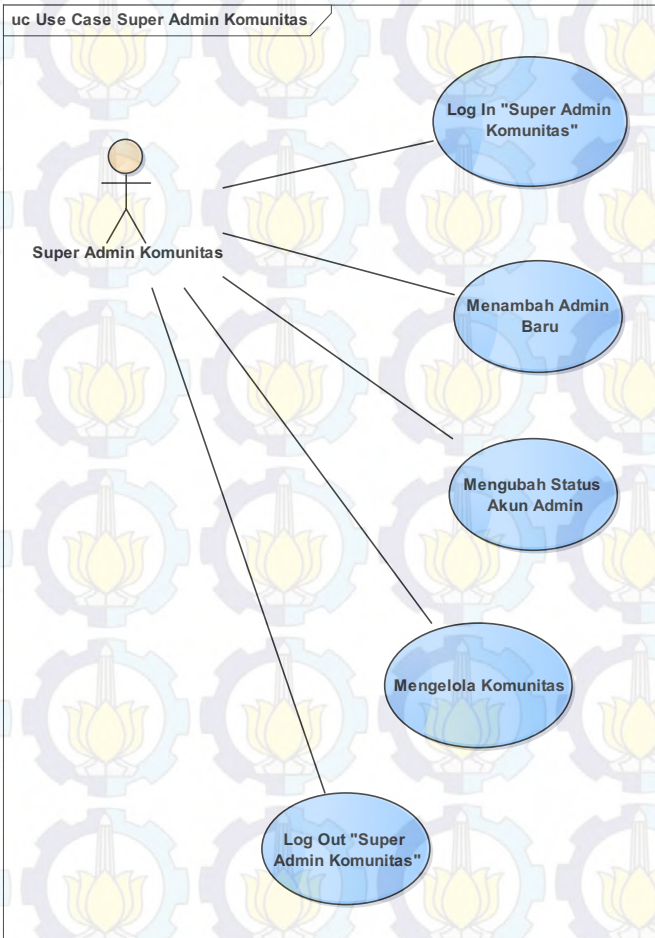 uc Use Case Super Admin Komunitas
Log In "Super Admin
Komunitas"
Super Admin Komunitas
Menambah Admin
Baru
Mengubah Status
Akun Admin
Mengelola Komunitas
Log Out "Super
Admin Komunitas"